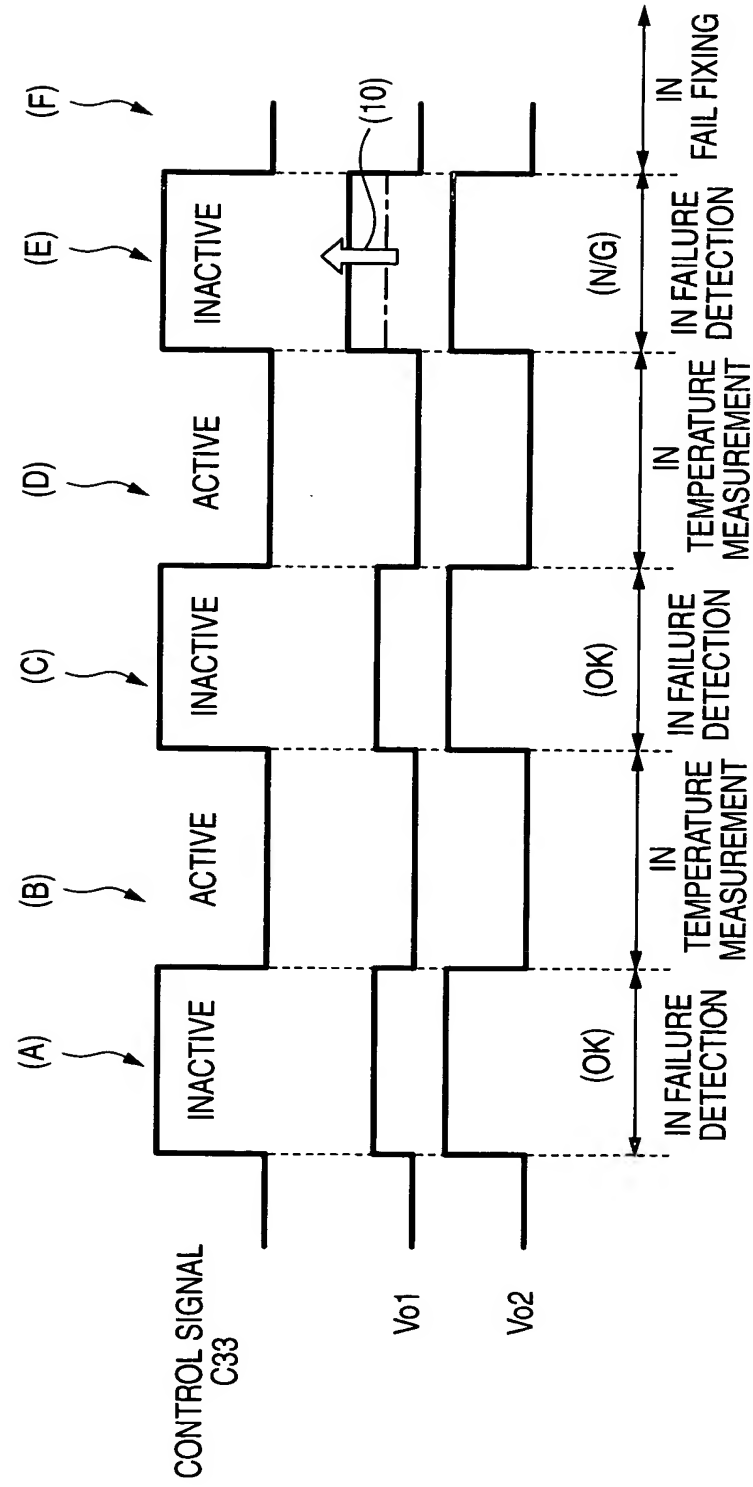 (A)
(B)
(C)
(D)
(E)
(F)
CONTROL SIGNAL
C33
INACTIVE
ACTIVE
INACTIVE
ACTIVE
INACTIVE
(10)
Vo1
Vo2
(OK)
(OK)
(N/G)
IN FAILURE
DETECTION
IN
TEMPERATURE
MEASUREMENT
IN FAILURE
DETECTION
IN
TEMPERATURE
MEASUREMENT
IN FAILURE
DETECTION
IN
FAIL FIXING